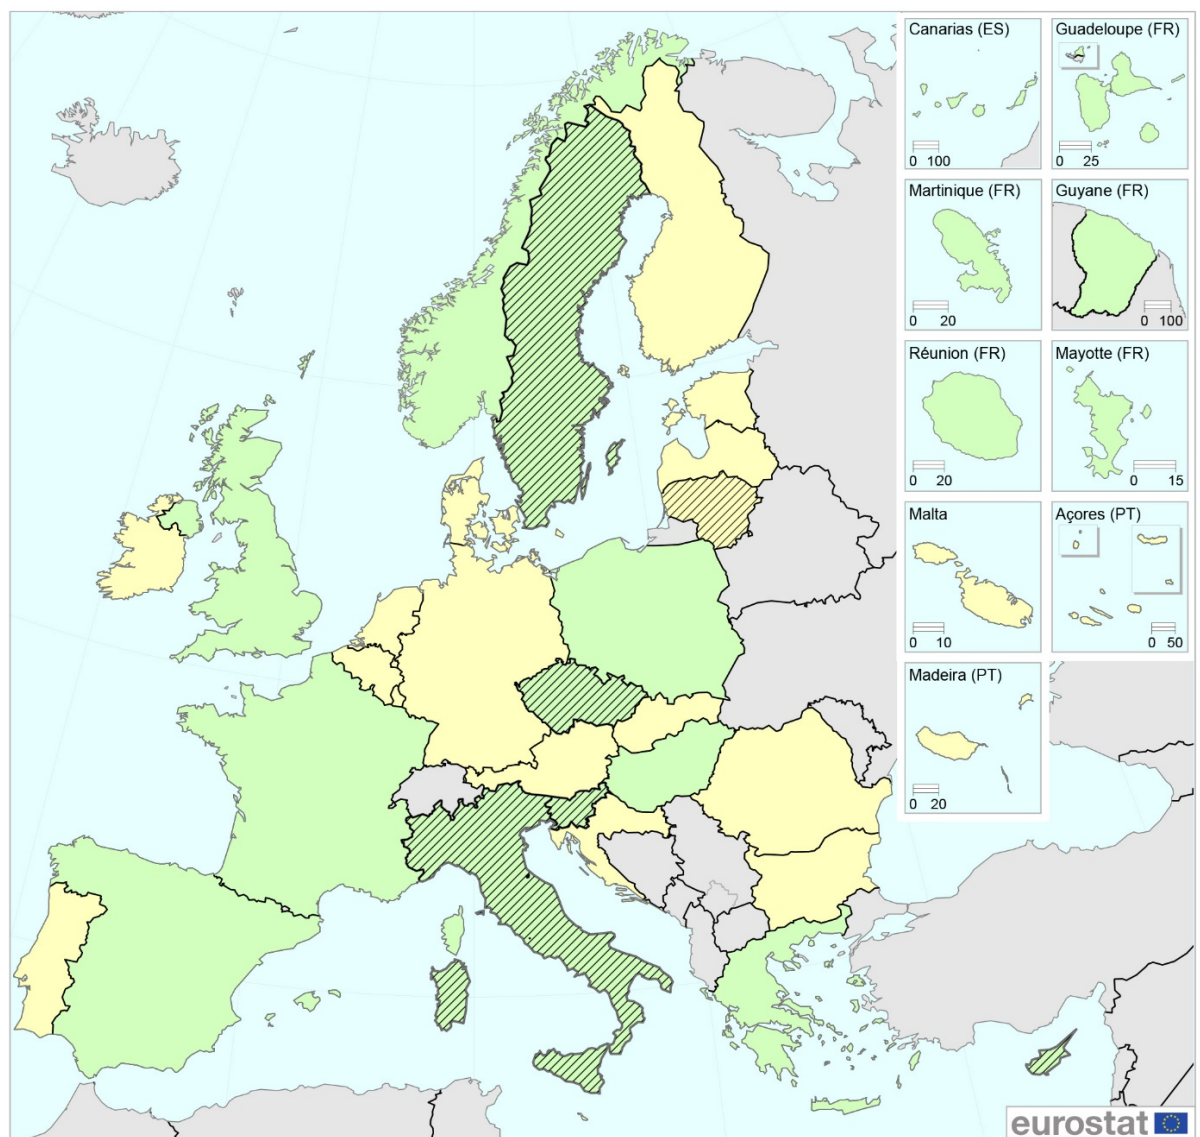 Canarias (ES)
0 100
Guadeloupe (FR)
0 25
Martinique (FR)
0 20
Guyane (FR)
0 100
Réunion (FR)
0 20
Mayotte (FR)
0 15
Malta
0 10
Açores (PT)
0 50
Madeira (PT)
0 20
eurostat